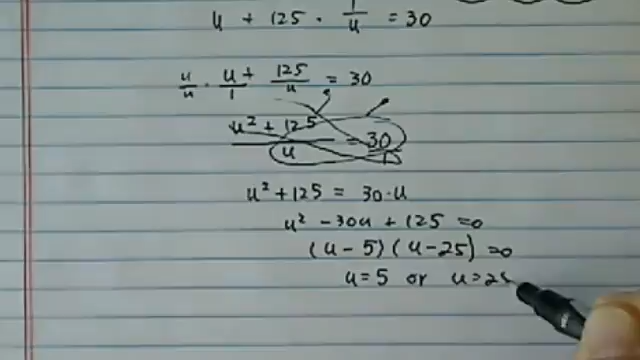 u + 125 · 1/u = 30
u/u · u/1 + 125/u = 30
u² + 125 / u = 30
u² + 125 = 30·u
u² - 30u + 125 = 0
(u - 5)(u - 25) = 0
u = 5 or u = 25